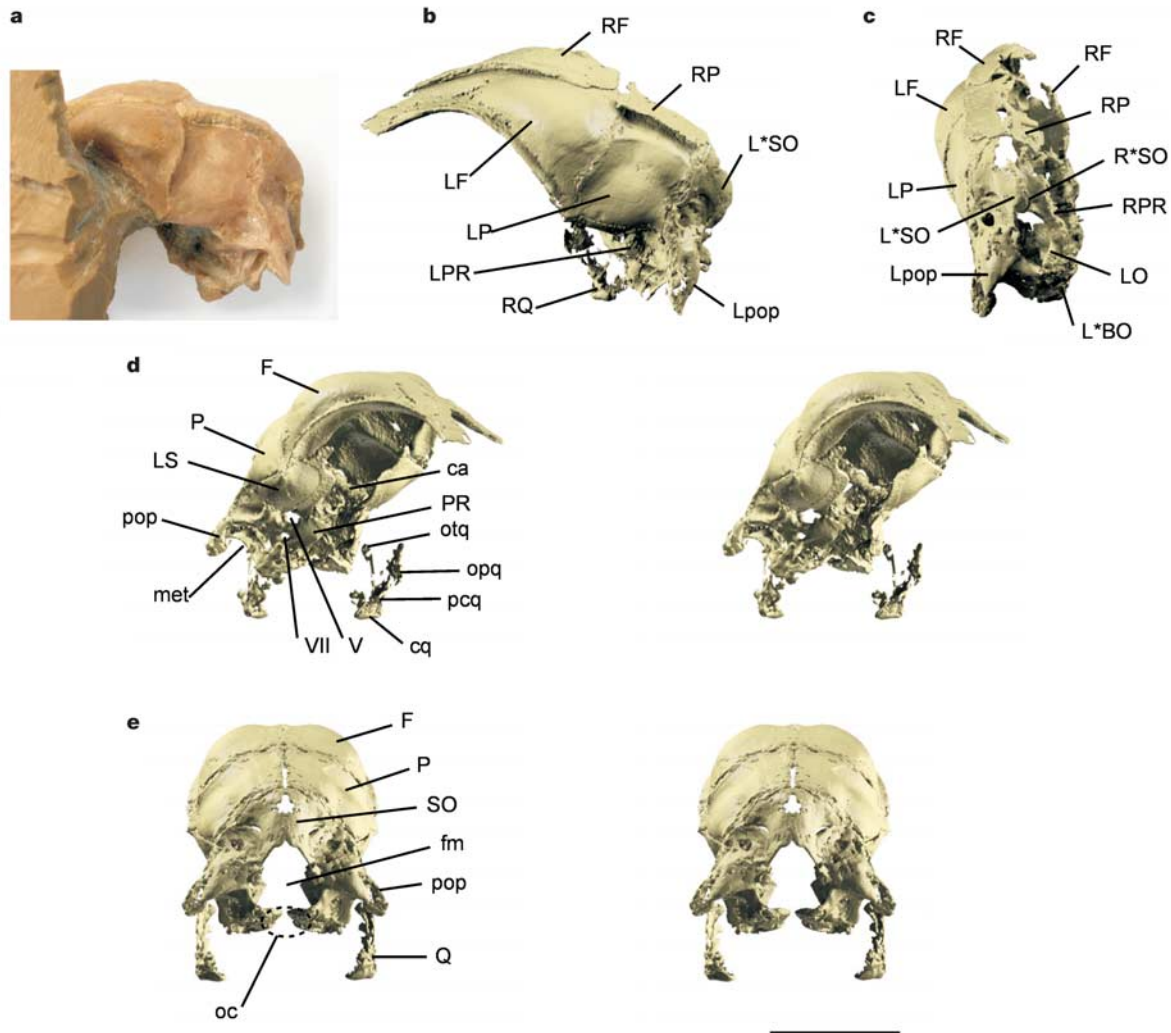 a
b
c
RF
RP
L*SO
LF
LP
LPR
RQ
Lpop
RF
RF
LF
RP
R*SO
LP
RPR
L*SO
Lpop
LO
L*BO
d
F
P
LS
ca
pop
PR
otq
opq
met
pcq
VII
V
cq
e
F
P
SO
fm
pop
Q
oc